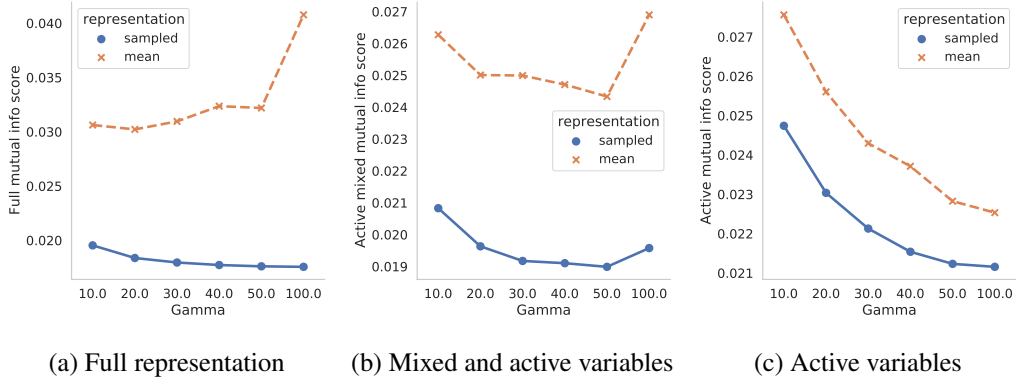 Full mutual info score
0.040
0.035
0.030
0.025
0.020
representation
sampled
mean
10.0 20.0 30.0 40.0 50.0 100.0
Gamma
(a) Full representation
Active mixed mutual info score
0.027
0.026
0.025
0.024
0.023
0.022
0.021
0.020
0.019
representation
sampled
mean
10.0 20.0 30.0 40.0 50.0 100.0
Gamma
(b) Mixed and active variables
Active mutual info score
0.027
0.026
0.025
0.024
0.023
0.022
0.021
representation
sampled
mean
10.0 20.0 30.0 40.0 50.0 100.0
Gamma
(c) Active variables